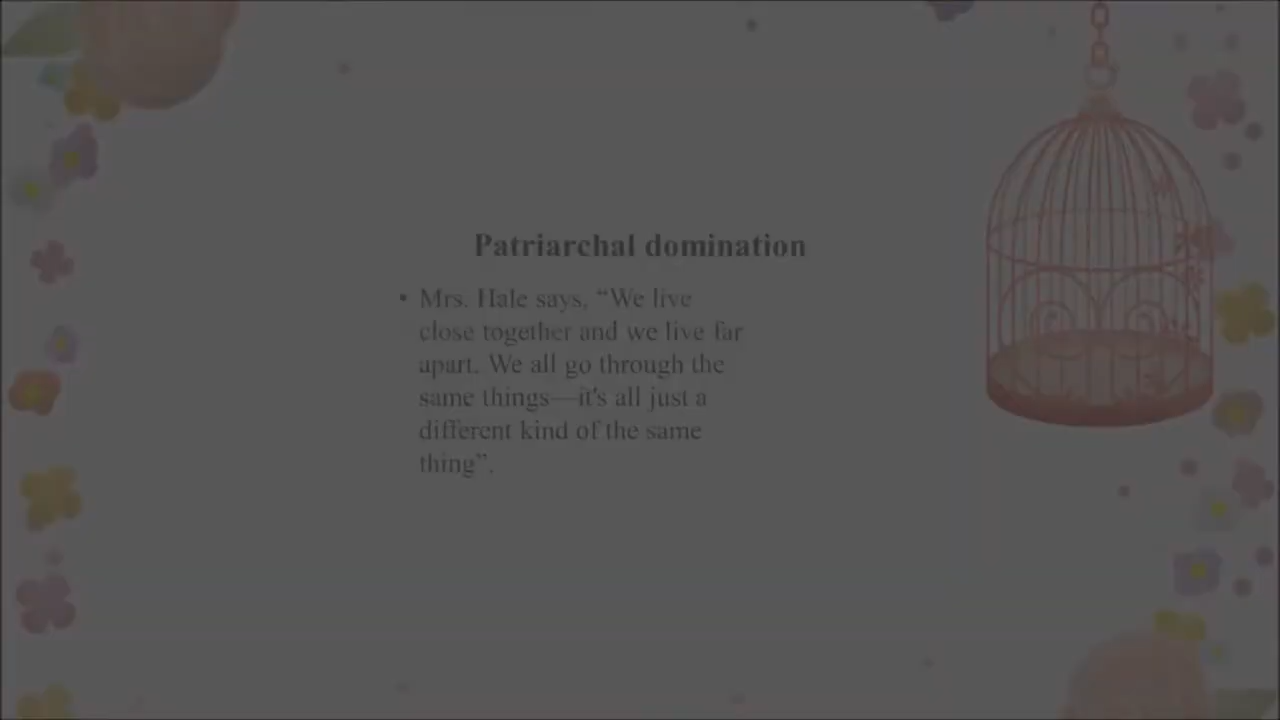 Patriarchal domination
• Mrs. Hale says, “We live
close together and we live far
apart. We all go through the
same things—it's all just a
different kind of the same
thing”.